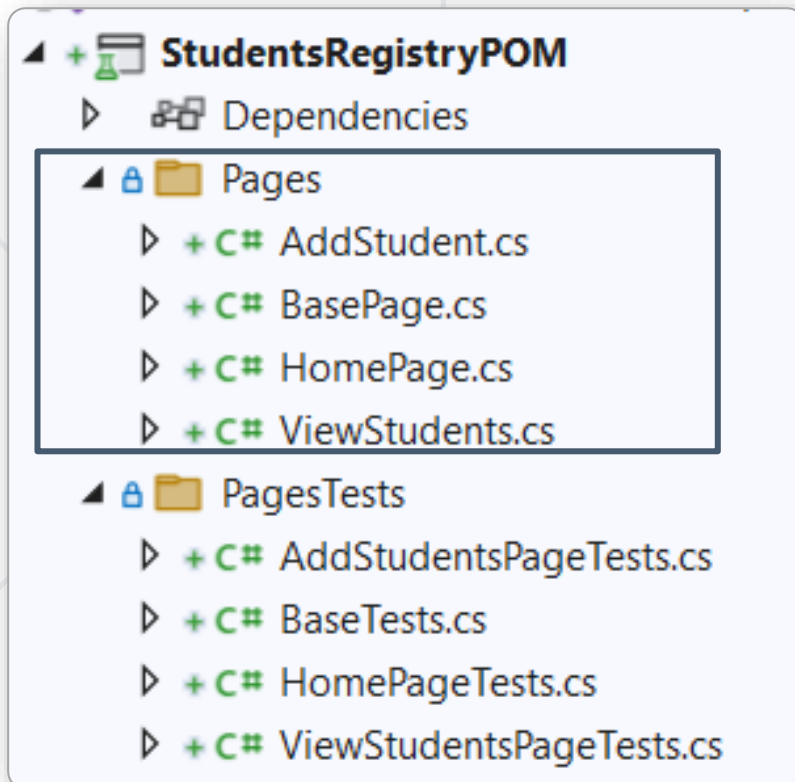 StudentsRegistryPOM
Dependencies
Pages
+ C# AddStudent.cs
+ C# BasePage.cs
+ C# HomePage.cs
+ C# ViewStudents.cs
PagesTests
+ C# AddStudentsPageTests.cs
+ C# BaseTests.cs
+ C# HomePageTests.cs
+ C# ViewStudentsPageTests.cs